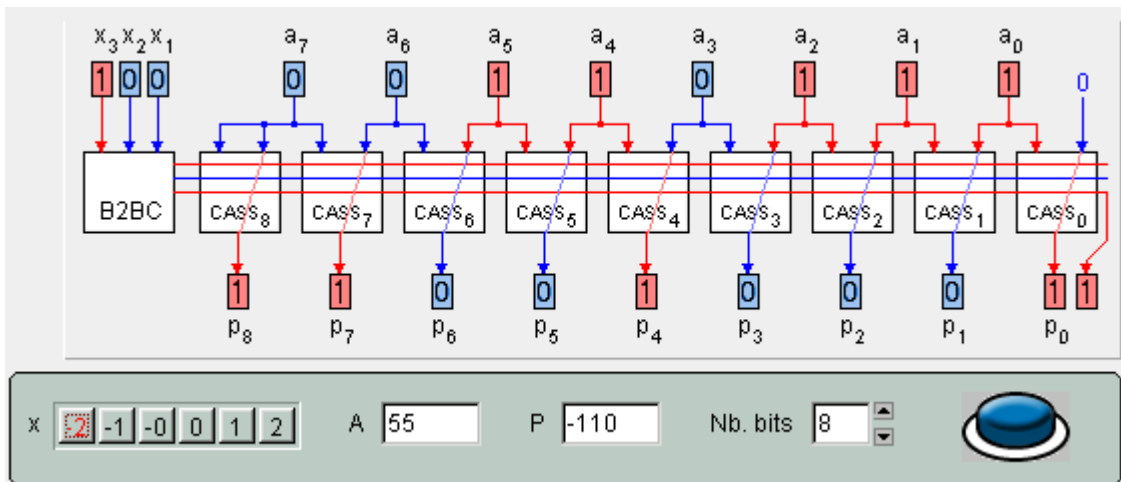 x3 x2 x1 a7 a6 a5 a4 a3 a2 a1 a0
1 0 0 0 0 1 1 0 1 1 1 0
B2BC CASS8 CASS7 CASS6 CASS5 CASS4 CASS3 CASS2 CASS1 CASS0
1 1 0 0 1 0 0 0 1 1
p8 p7 p6 p5 p4 p3 p2 p1 p0
x -2 -1 -0 0 1 2 A 55 P -110 Nb. bits 8